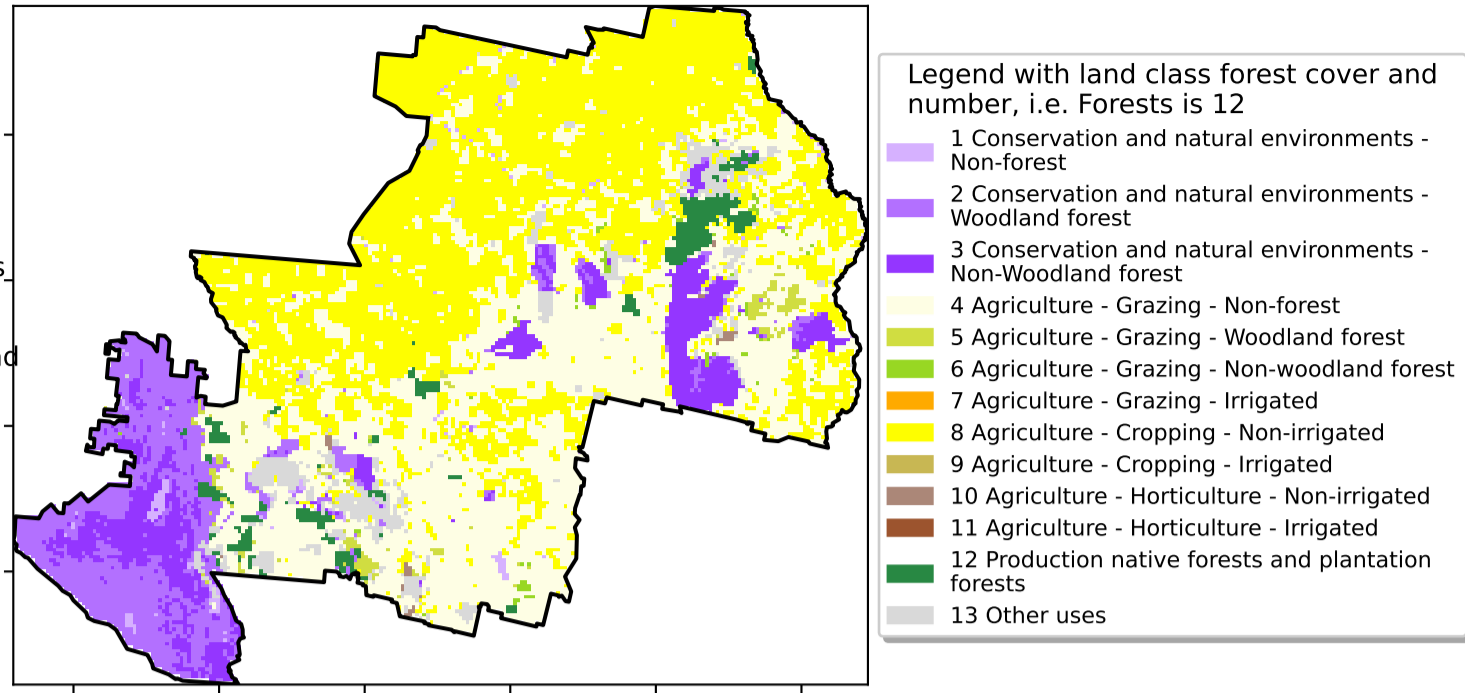 Legend with land class forest cover and
number, i.e. Forests is 12
1 Conservation and natural environments -
Non-forest
2 Conservation and natural environments -
Woodland forest
3 Conservation and natural environments -
Non-Woodland forest
4 Agriculture - Grazing - Non-forest
5 Agriculture - Grazing - Woodland forest
6 Agriculture - Grazing - Non-woodland forest
7 Agriculture - Grazing - Irrigated
8 Agriculture - Cropping - Non-irrigated
9 Agriculture - Cropping - Irrigated
10 Agriculture - Horticulture - Non-irrigated
11 Agriculture - Horticulture - Irrigated
12 Production native forests and plantation
forests
13 Other uses